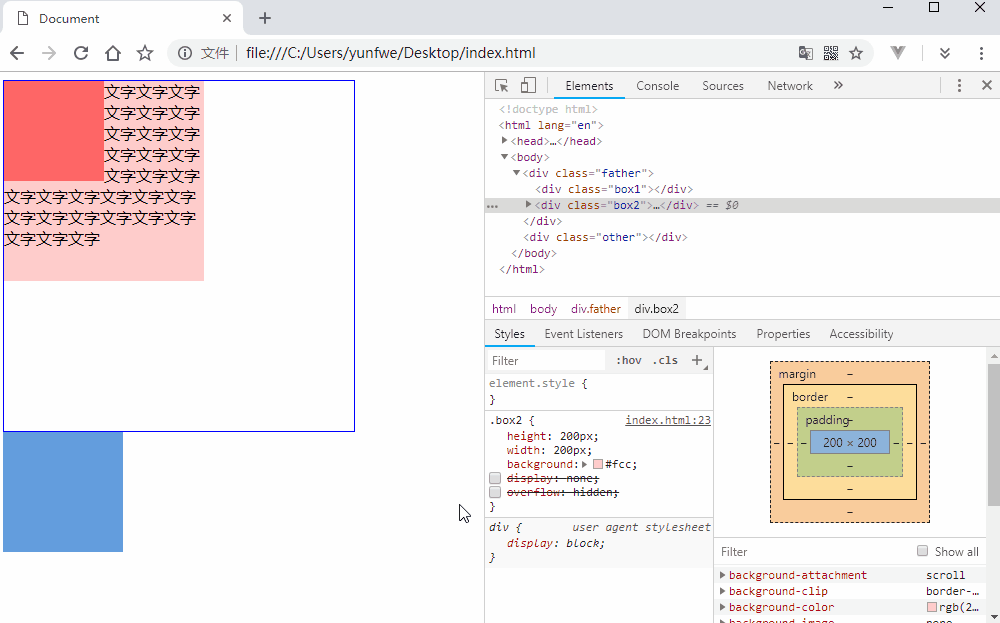 Document
文件 file:///C:/Users/yunfwe/Desktop/index.html
文字文字文字
文字文字文字
文字文字文字
文字文字文字
文字文字文字
文字文字文字文字文字文字
文字文字文字文字文字文字
文字文字文字
Elements Console Sources Network »
<!doctype html>
<html lang="en">
<head>…</head>
<body>
<div class="father">
<div class="box1"></div>
<div class="box2">…</div> == $0
</div>
<div class="other"></div>
</body>
</html>
html body div.father div.box2
Styles Event Listeners DOM Breakpoints Properties Accessibility
Filter :hov .cls +
element.style {
}
.box2 { index.html:23
height: 200px;
width: 200px;
background: #fcc;
display: none;
overflow: hidden;
}
div { user agent stylesheet
display: block;
}
margin –
border –
padding –
– – – 200 × 200 – – –
–
–
–
Filter Show all
background-attachment scroll
background-clip border-…
background-color rgb(2…
background-image none